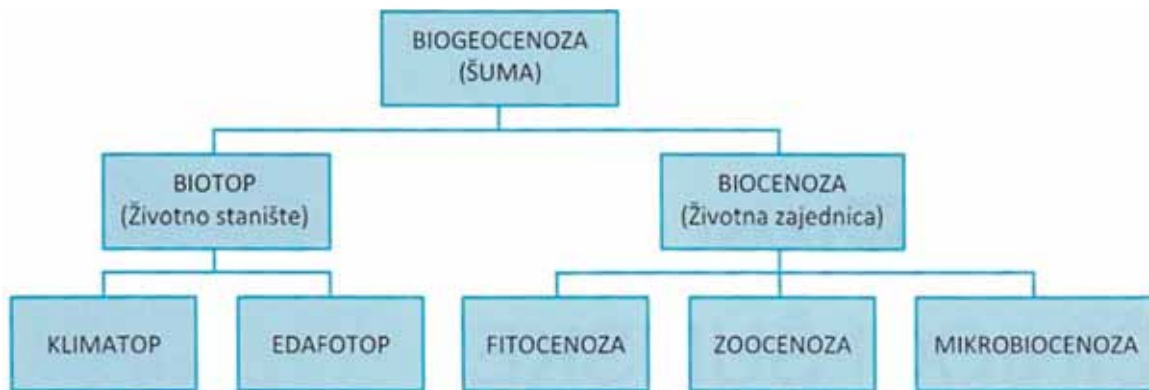 BIOGEOCENOZA
(ŠUMA)
BIOTOP
(Životno stanište)
BIOCENOZA
(Životna zajednica)
KLIMATOP
EDAFOTOP
FITOCENOZA
ZOOCENOZA
MIKROBIOCENOZA